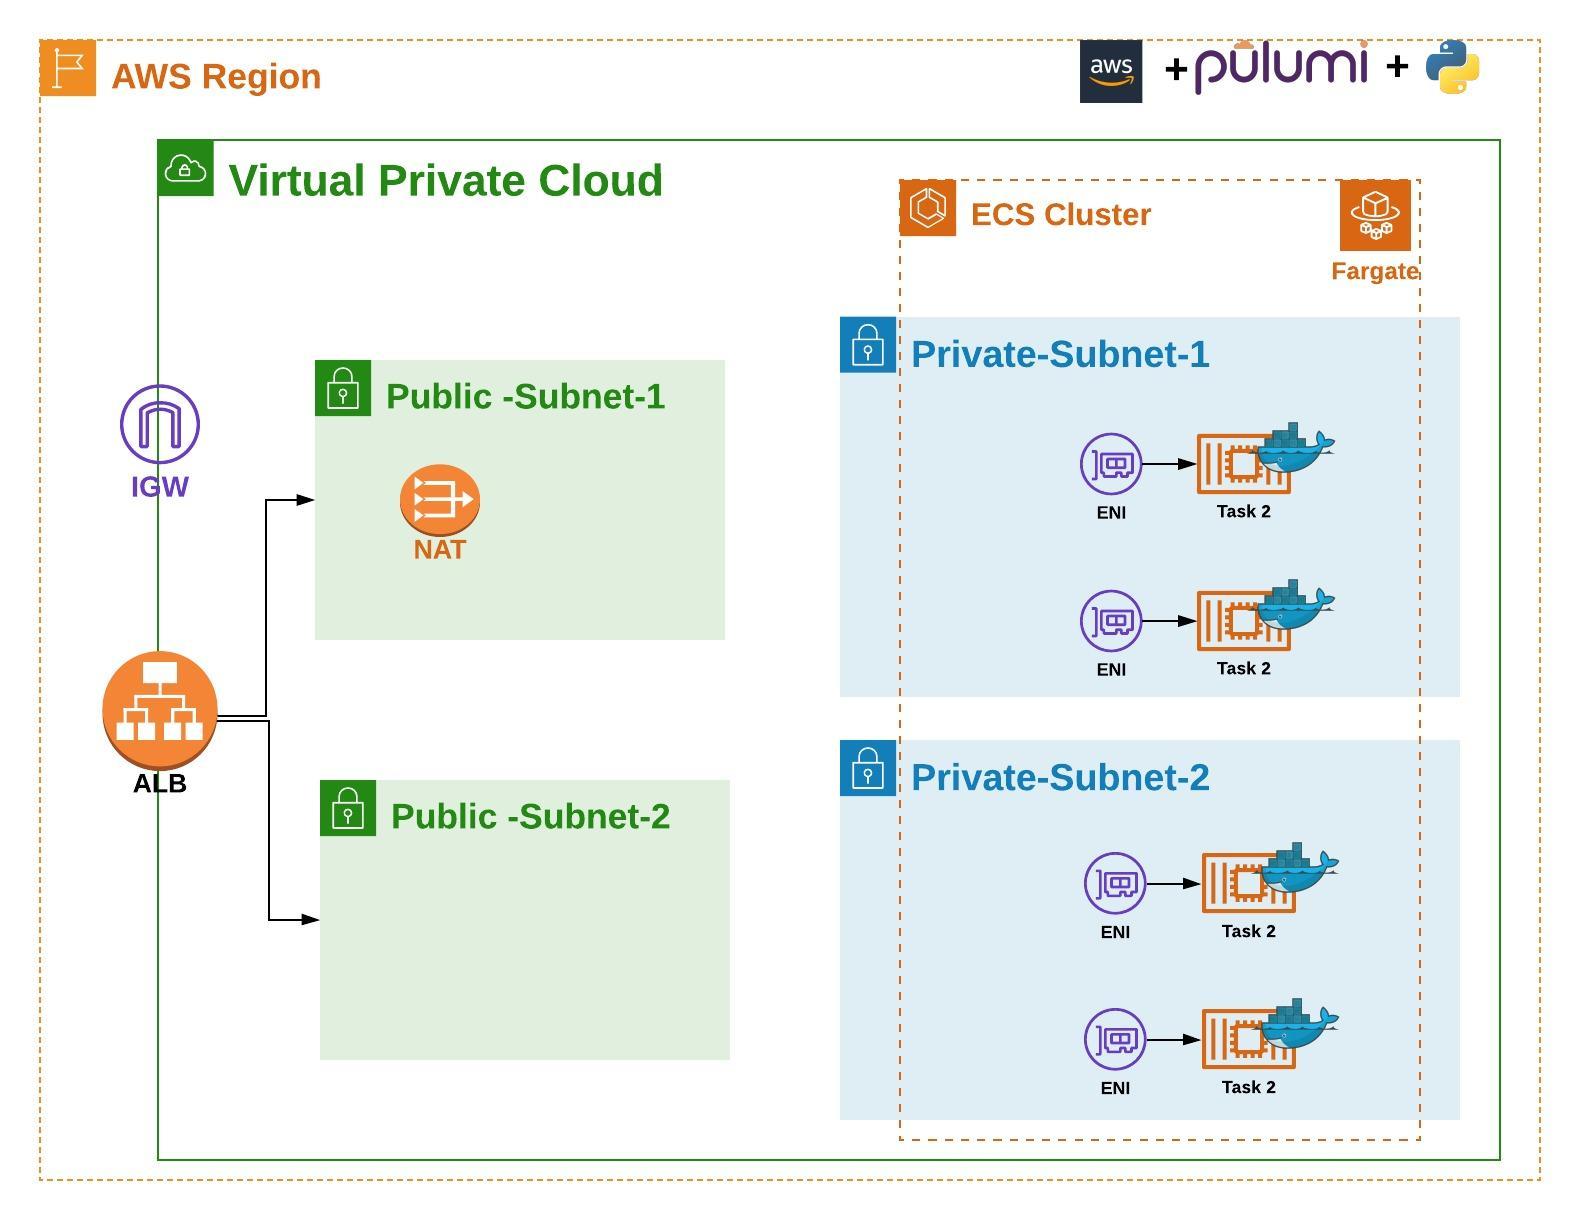 AWS Region
aws + pulumi +
Virtual Private Cloud
ECS Cluster
Fargate
Private-Subnet-1
Public -Subnet-1
IGW
NAT
ENI
Task 2
ENI
Task 2
ALB
Private-Subnet-2
Public -Subnet-2
ENI
Task 2
ENI
Task 2